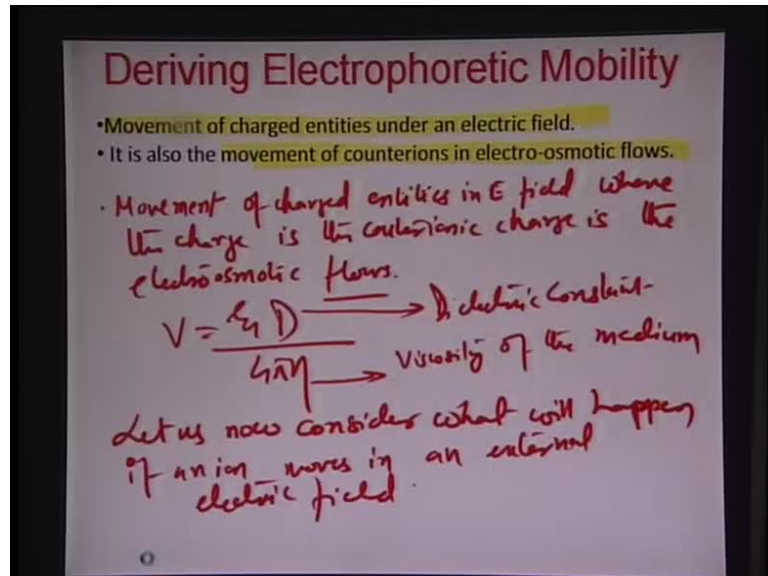 Deriving Electrophoretic Mobility
•Movement of charged entities under an electric field.
• It is also the movement of counterions in electro-osmotic flows.
. Movement of charged entities in E field where
the charge is the counterionic charge is the
electroosmotic flows.
V = D → Dielectric Constant
4πη → Viscosity of the medium
Let us now consider what will happen
if an ion moves in an external
electric field.